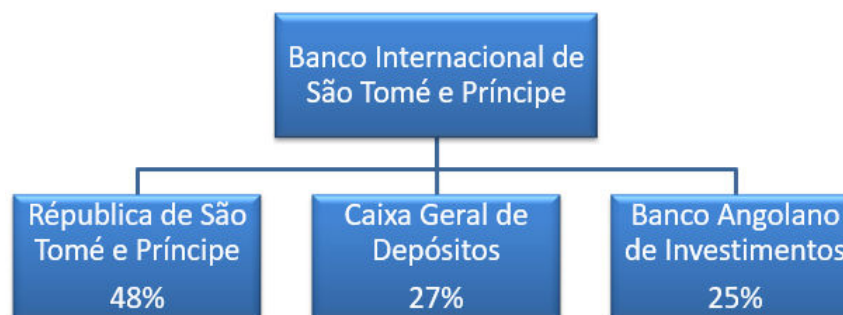 Banco Internacional de
São Tomé e Príncipe
Répública de São
Tomé e Príncipe
48%
Caixa Geral de
Depósitos
27%
Banco Angolano
de Investimentos
25%